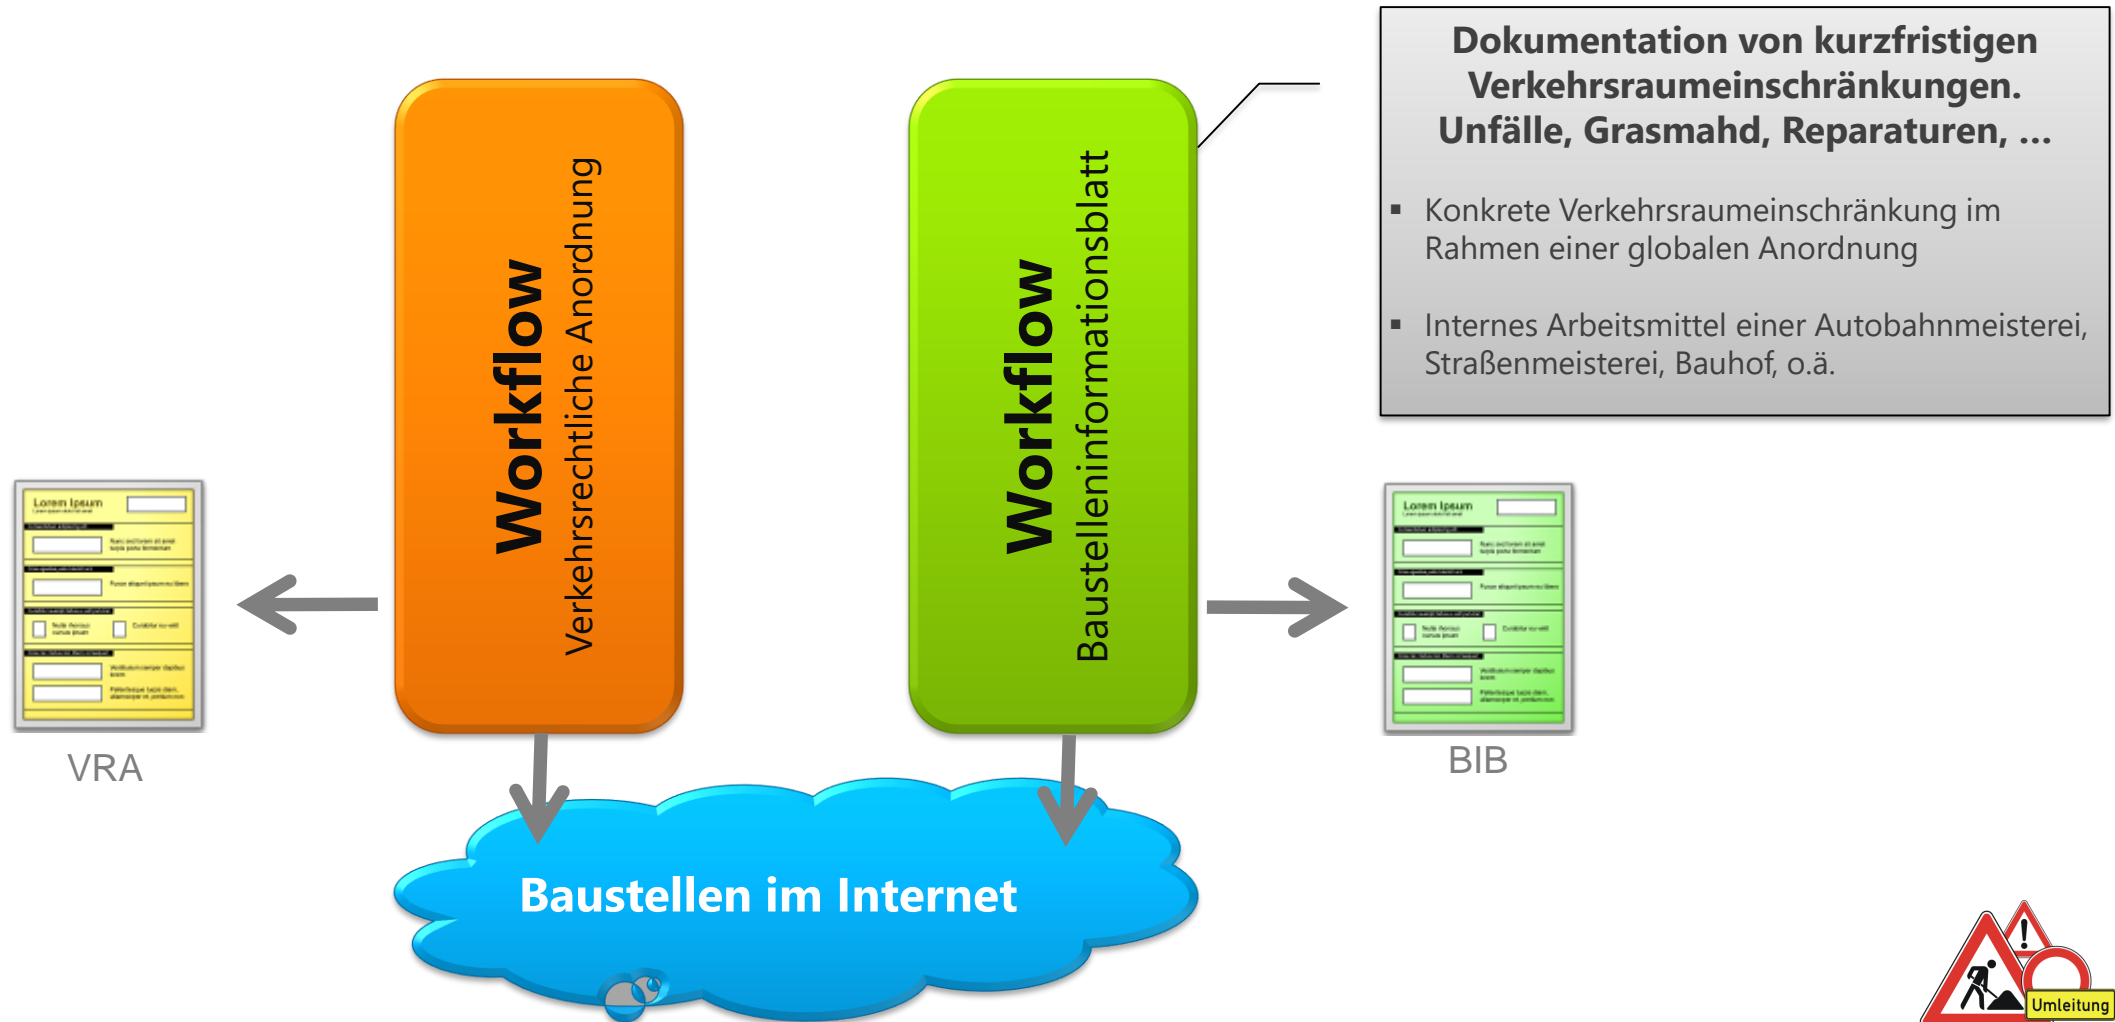 Dokumentation von kurzfristigen
Verkehrsraumeinschränkungen.
Unfälle, Grasmahd, Reparaturen, ...
▪ Konkrete Verkehrsraumeinschränkung im
Rahmen einer globalen Anordnung
▪ Internes Arbeitsmittel einer Autobahnmeisterei,
Straßenmeisterei, Bauhof, o.ä.
Workflow
Verkehrsrechtliche Anordnung
Workflow
Baustelleninformationsblatt
Lorem Ipsum
VRA
Lorem Ipsum
BIB
Baustellen im Internet
Umleitung